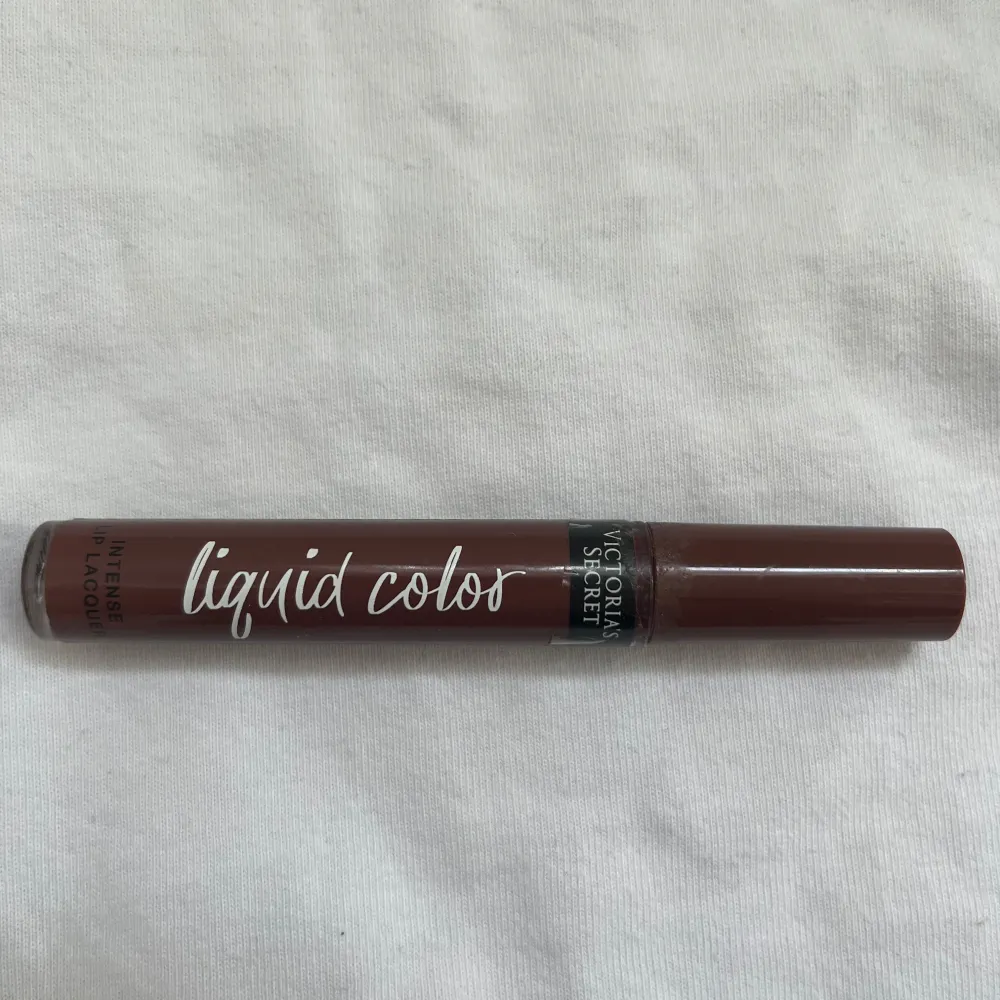 liquid color
VICTORIA'S
SECRET
INTENSE
LIP LACQUER